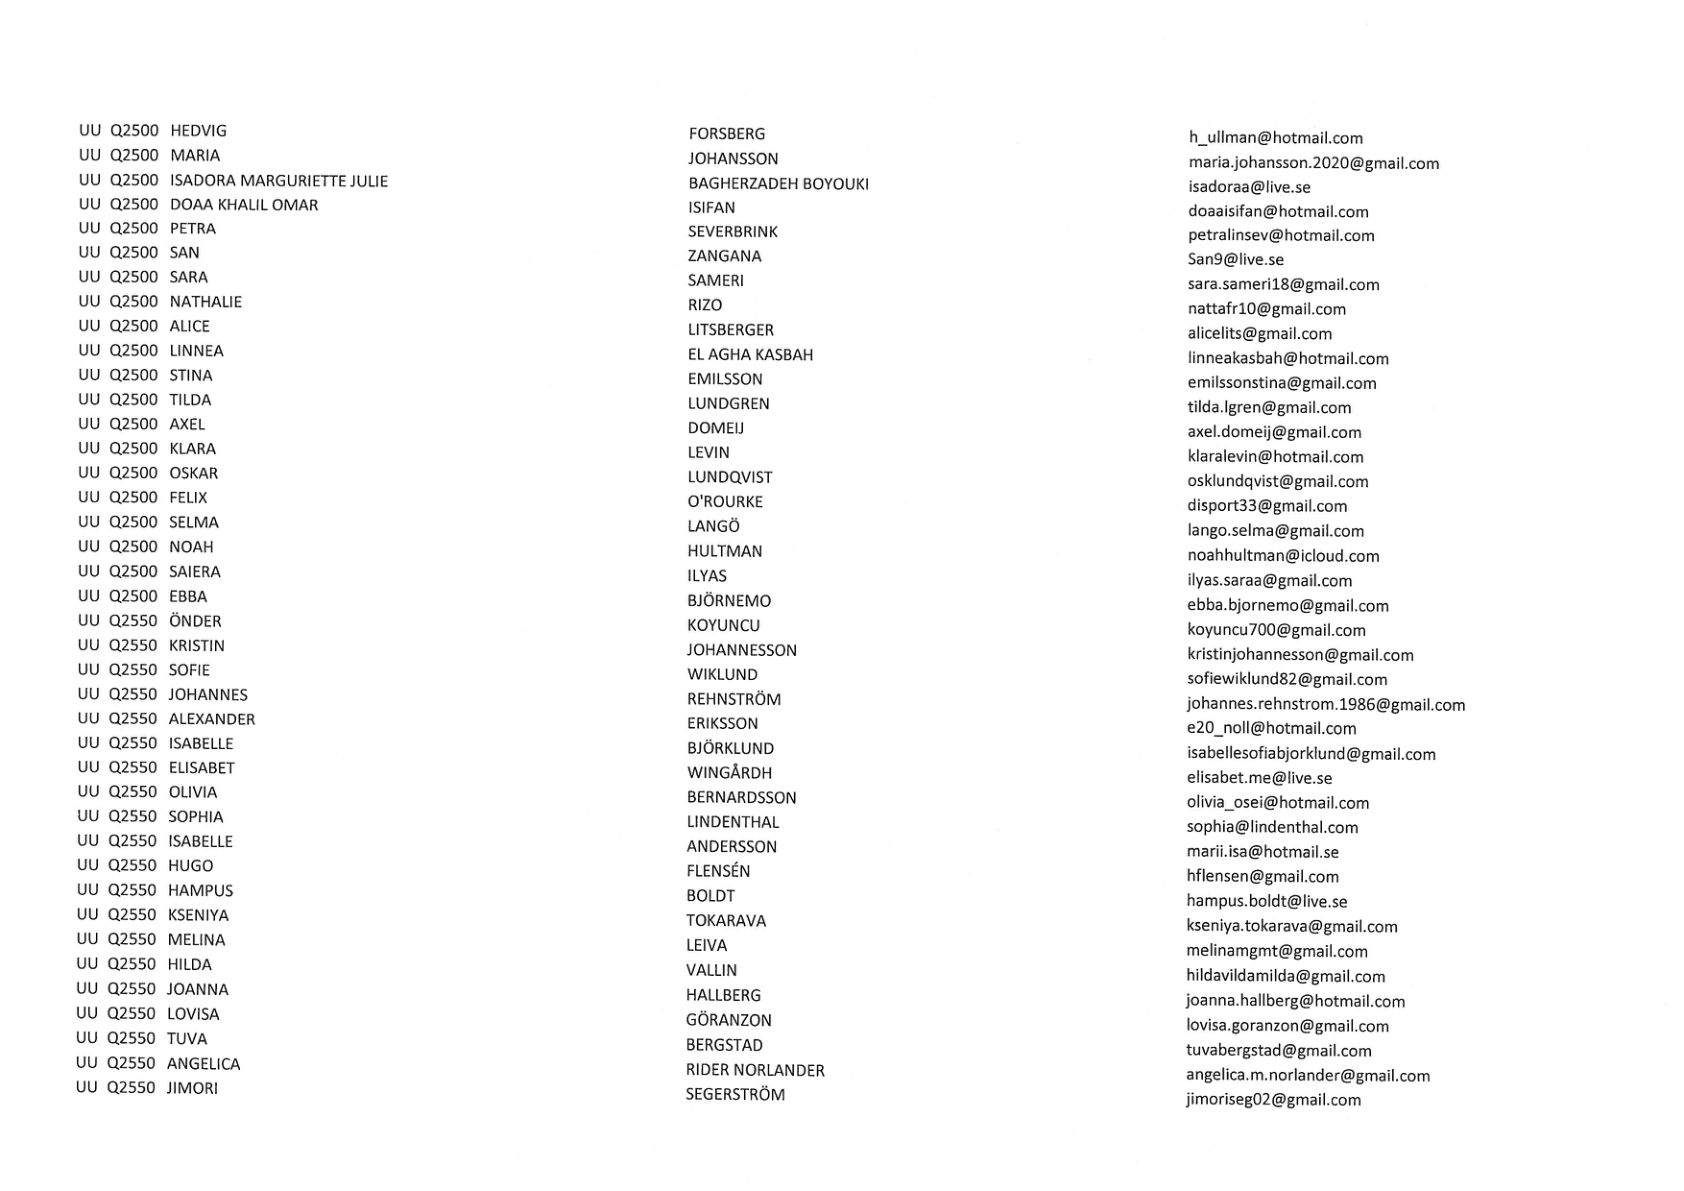 UU Q2500 HEDVIG FORSBERG h_ullman@hotmail.com
UU Q2500 MARIA JOHANSSON maria.johansson.2020@gmail.com
UU Q2500 ISADORA MARGURIETTE JULIE BAGHERZADEH BOYOUKI isadoraa@live.se
UU Q2500 DOAA KHALIL OMAR ISIFAN doaaisifan@hotmail.com
UU Q2500 PETRA SEVERBRINK petralinsev@hotmail.com
UU Q2500 SAN ZANGANA San9@live.se
UU Q2500 SARA SAMERI sara.sameri18@gmail.com
UU Q2500 NATHALIE RIZO nattafr10@gmail.com
UU Q2500 ALICE LITSBERGER alicelits@gmail.com
UU Q2500 LINNEA EL AGHA KASBAH linneakasbah@hotmail.com
UU Q2500 STINA EMILSSON emilssonstina@gmail.com
UU Q2500 TILDA LUNDGREN tilda.lgren@gmail.com
UU Q2500 AXEL DOMEIJ axel.domeij@gmail.com
UU Q2500 KLARA LEVIN klaralevin@hotmail.com
UU Q2500 OSKAR LUNDQVIST osklundqvist@gmail.com
UU Q2500 FELIX O'ROURKE disport33@gmail.com
UU Q2500 SELMA LANGÖ lango.selma@gmail.com
UU Q2500 NOAH HULTMAN noahhultman@icloud.com
UU Q2500 SAIERA ILYAS ilyas.saraa@gmail.com
UU Q2500 EBBA BJÖRNEMO ebba.bjornemo@gmail.com
UU Q2550 ÖNDER KOYUNCU koyuncu700@gmail.com
UU Q2550 KRISTIN JOHANNESSON kristinjohannesson@gmail.com
UU Q2550 SOFIE WIKLUND sofiewiklund82@gmail.com
UU Q2550 JOHANNES REHNSTRÖM johannes.rehnstrom.1986@gmail.com
UU Q2550 ALEXANDER ERIKSSON e20_noll@hotmail.com
UU Q2550 ISABELLE BJÖRKLUND isabellesofiabjorklund@gmail.com
UU Q2550 ELISABET WINGÅRDH elisabet.me@live.se
UU Q2550 OLIVIA BERNARDSSON olivia_osei@hotmail.com
UU Q2550 SOPHIA LINDENTHAL sophia@lindenthal.com
UU Q2550 ISABELLE ANDERSSON marii.isa@hotmail.se
UU Q2550 HUGO FLENSÉN hflensen@gmail.com
UU Q2550 HAMPUS BOLDT hampus.boldt@live.se
UU Q2550 KSENIYA TOKARAVA kseniya.tokarava@gmail.com
UU Q2550 MELINA LEIVA melinamgmt@gmail.com
UU Q2550 HILDA VALLIN hildavildamilda@gmail.com
UU Q2550 JOANNA HALLBERG joanna.hallberg@hotmail.com
UU Q2550 LOVISA GÖRANZON lovisa.goranzon@gmail.com
UU Q2550 TUVA BERGSTAD tuvabergstad@gmail.com
UU Q2550 ANGELICA RIDER NORLANDER angelica.m.norlander@gmail.com
UU Q2550 JIMORI SEGERSTRÖM jimoriseg02@gmail.com